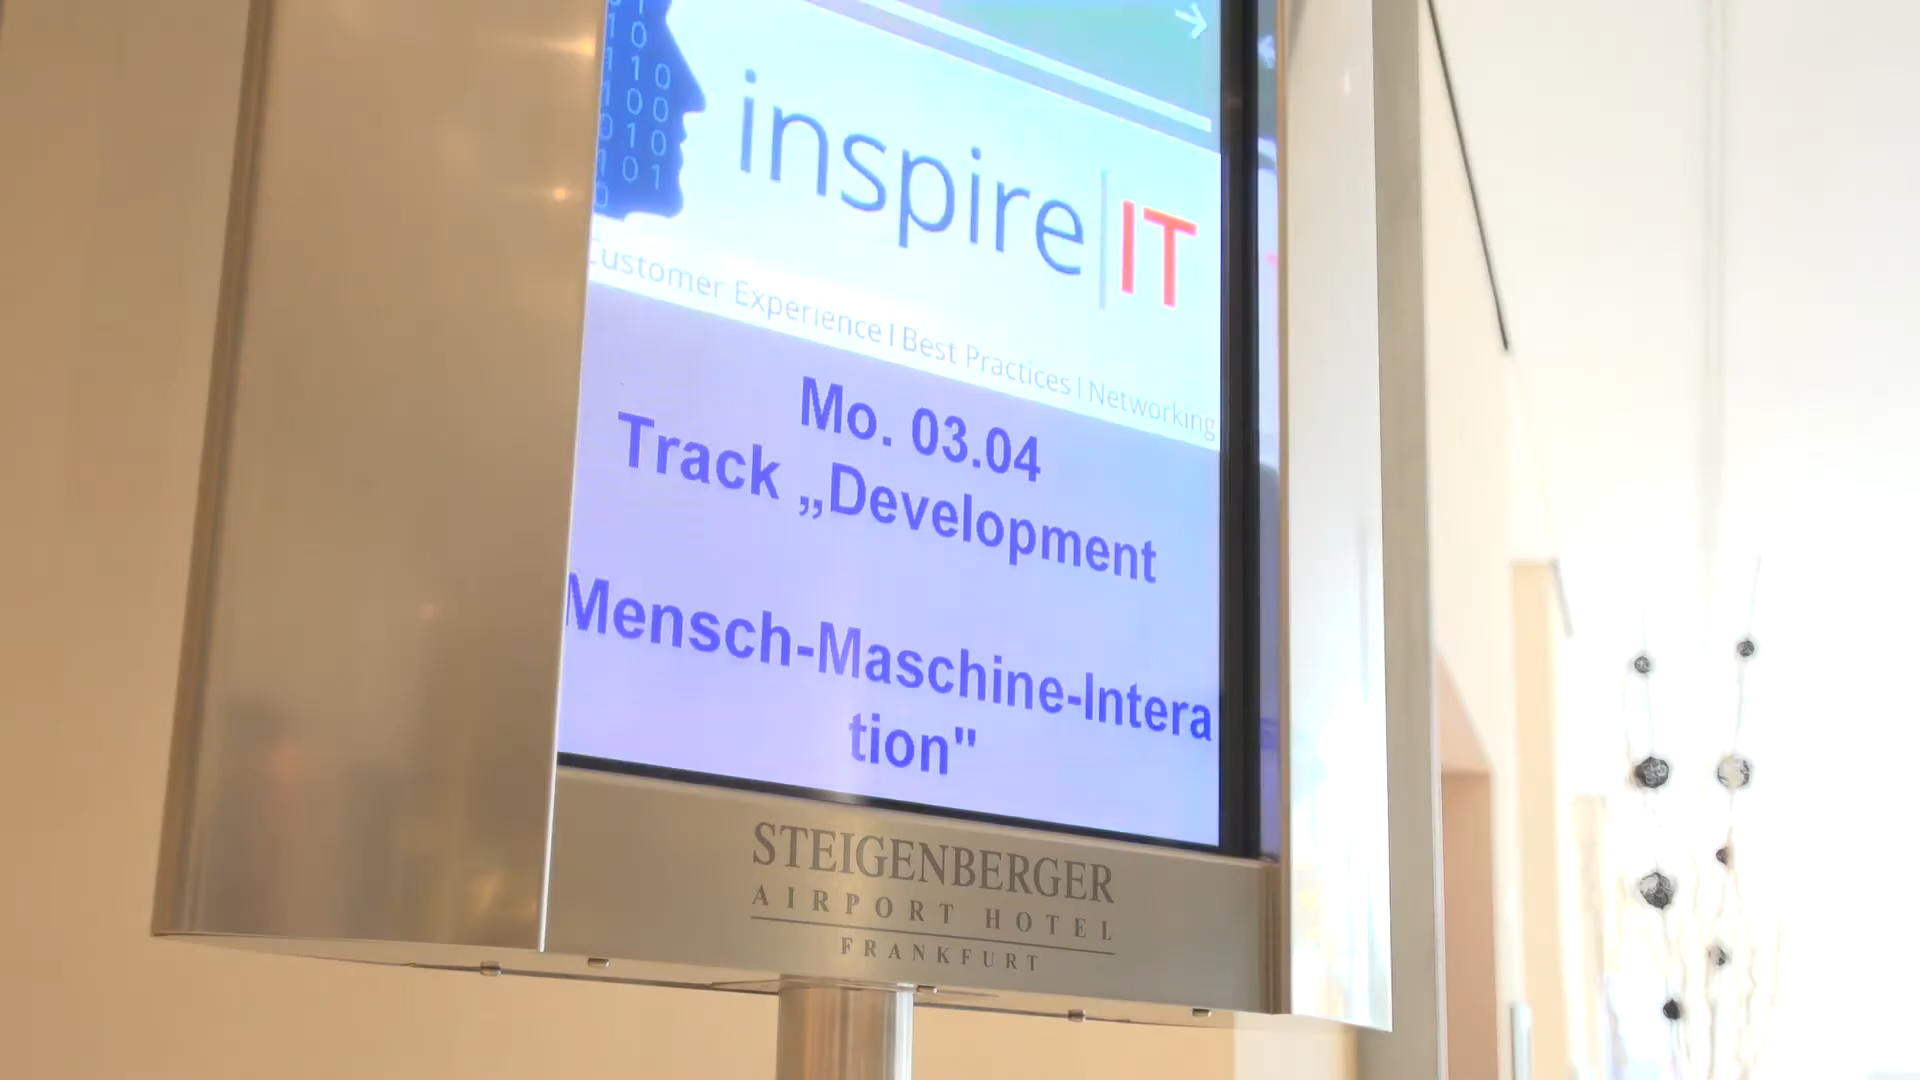 inspire|IT
Customer Experience | Best Practices | Networking
Mo. 03.04
Track „Development
Mensch-Maschine-Intera
tion"
STEIGENBERGER
AIRPORT HOTEL
FRANKFURT